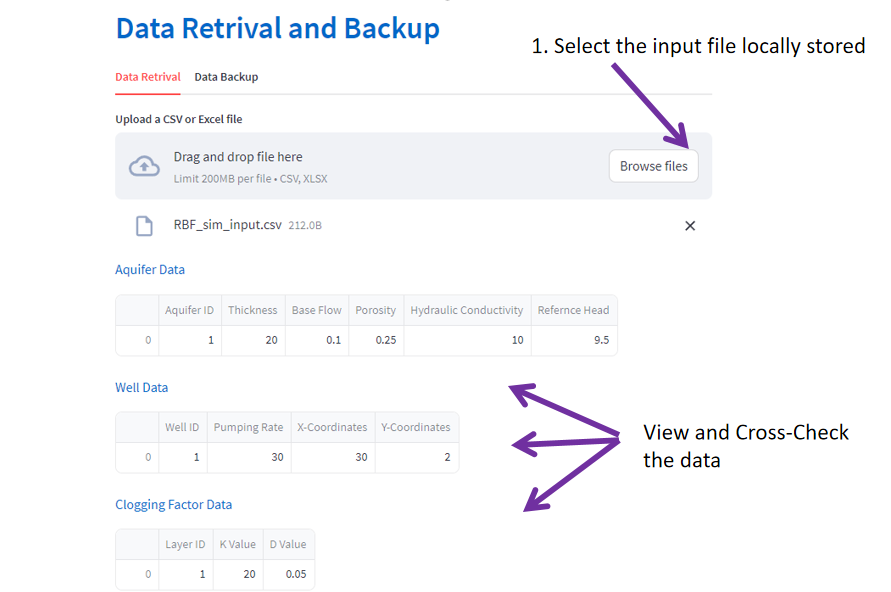 Data Retrival and Backup
1. Select the input file locally stored
Data Retrival Data Backup
Upload a CSV or Excel file
Drag and drop file here
Limit 200MB per file • CSV, XLSX
Browse files
RBF_sim_input.csv 212.0B
Aquifer Data
Aquifer ID Thickness Base Flow Porosity Hydraulic Conductivity Refernce Head
0 1 20 0.1 0.25 10 9.5
Well Data
Well ID Pumping Rate X-Coordinates Y-Coordinates
0 1 30 30 2
View and Cross-Check
the data
Clogging Factor Data
Layer ID K Value D Value
0 1 20 0.05